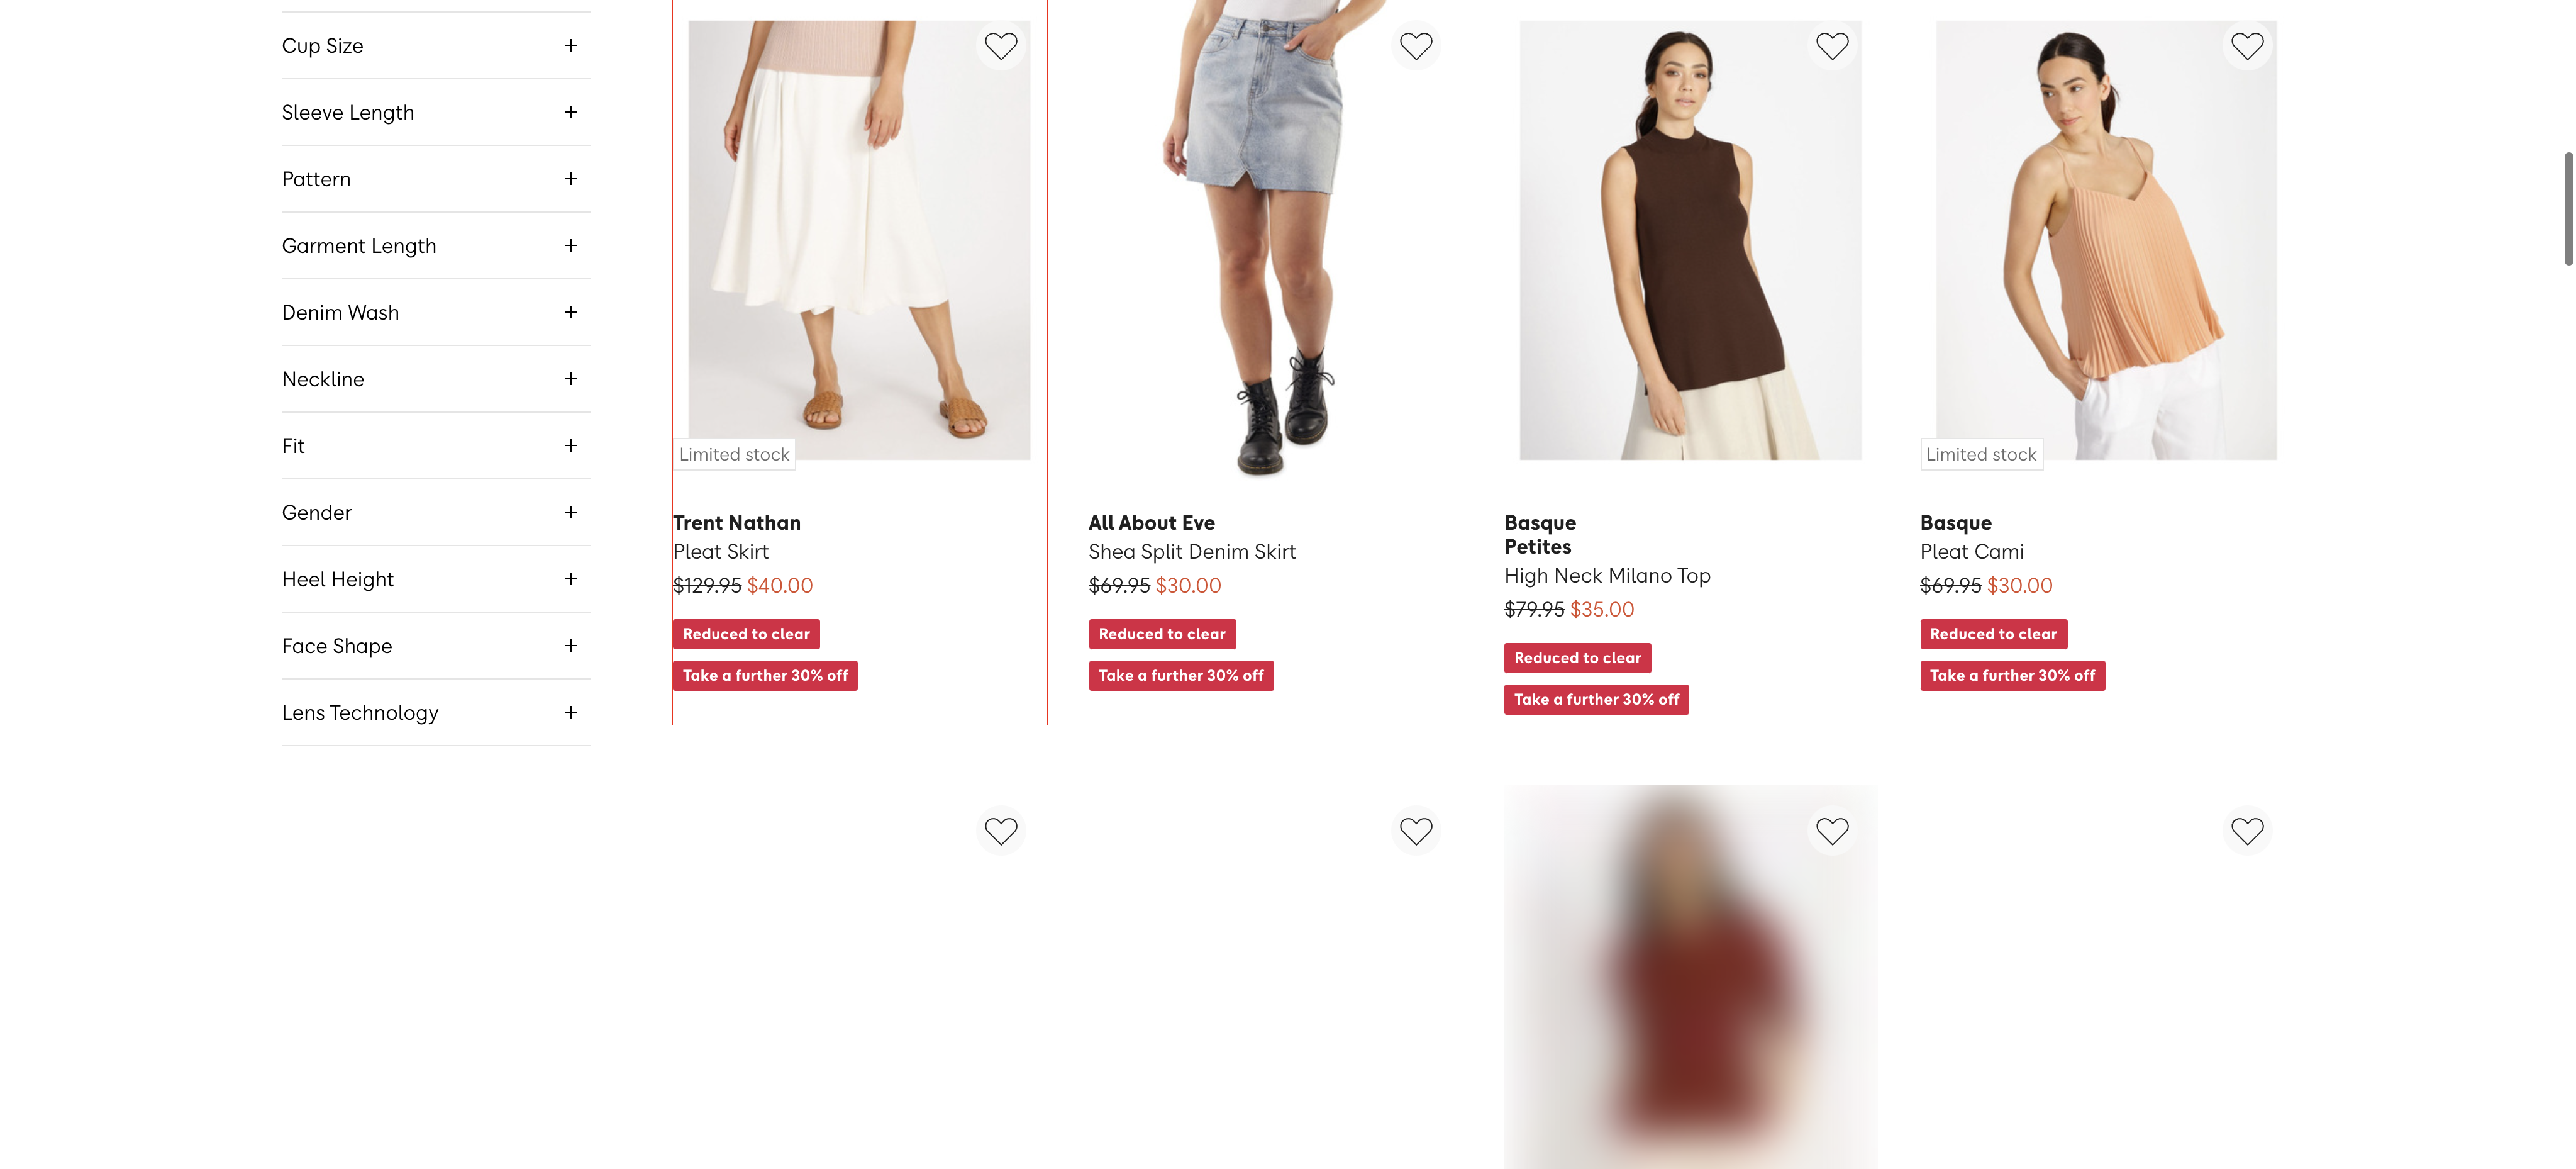 Cup Size
Sleeve Length
Pattern
Garment Length
Denim Wash
Neckline
Fit
Gender
Heel Height
Face Shape
Lens Technology
Limited stock
Trent Nathan
Pleat Skirt
$129.95 $40.00
Reduced to clear
Take a further 30% off
All About Eve
Shea Split Denim Skirt
$69.95 $30.00
Reduced to clear
Take a further 30% off
Basque
Petites
High Neck Milano Top
$79.95 $35.00
Reduced to clear
Take a further 30% off
Limited stock
Basque
Pleat Cami
$69.95 $30.00
Reduced to clear
Take a further 30% off